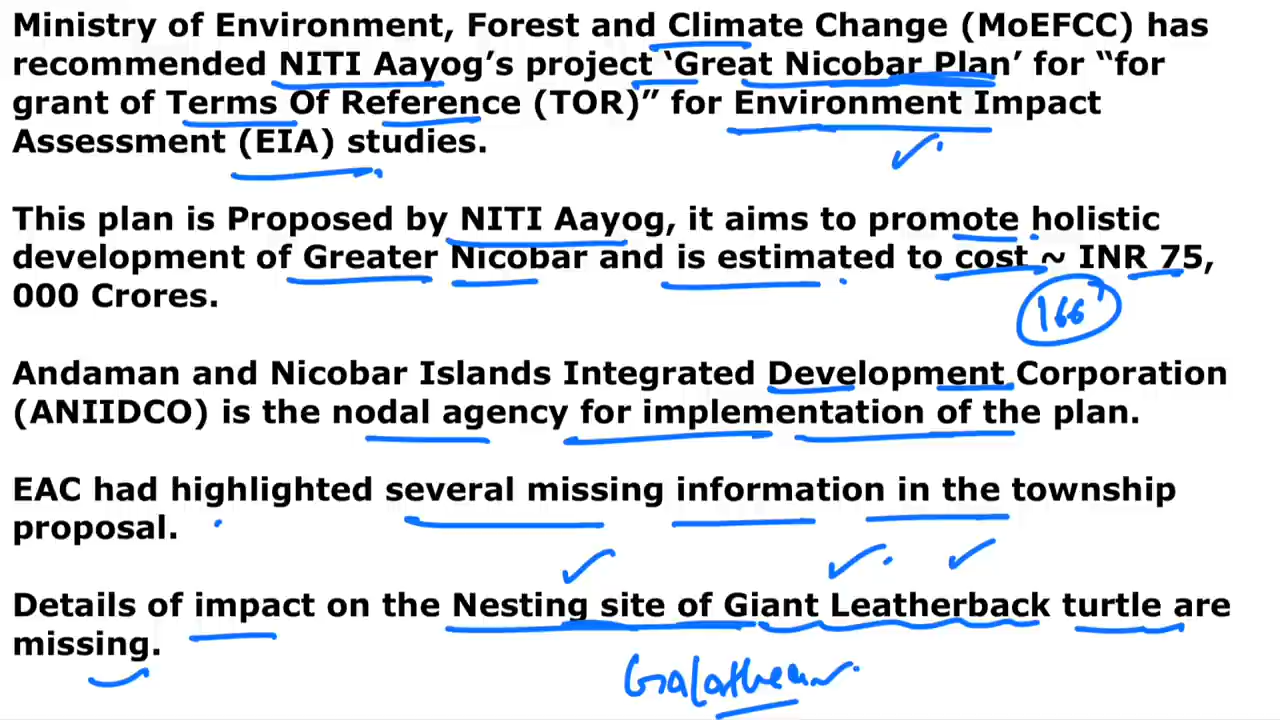 Ministry of Environment, Forest and Climate Change (MoEFCC) has
recommended NITI Aayog's project 'Great Nicobar Plan' for "for
grant of Terms Of Reference (TOR)" for Environment Impact
Assessment (EIA) studies.
This plan is Proposed by NITI Aayog, it aims to promote holistic
development of Greater Nicobar and is estimated to cost ~ INR 75,
000 Crores.
166
Andaman and Nicobar Islands Integrated Development Corporation
(ANIIDCO) is the nodal agency for implementation of the plan.
EAC had highlighted several missing information in the township
proposal.
Details of impact on the Nesting site of Giant Leatherback turtle are
missing.